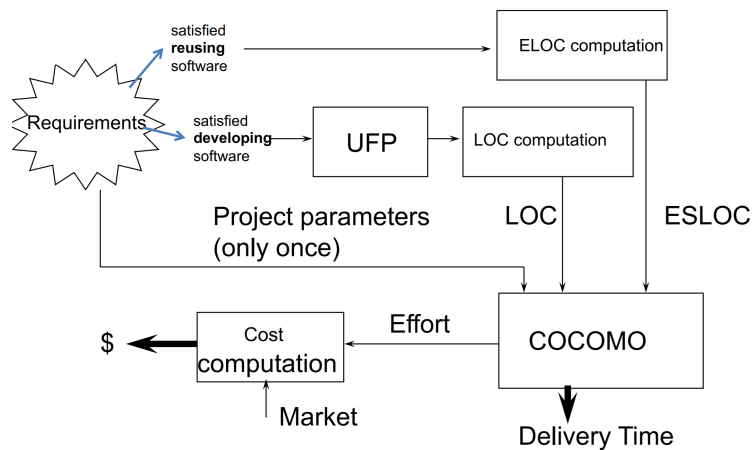 satisfied
reusing
software
ELOC computation
Requirements
satisfied
developing
software
UFP
LOC computation
Project parameters
(only once)
LOC
ESLOC
$
Cost
computation
Effort
COCOMO
Market
Delivery Time